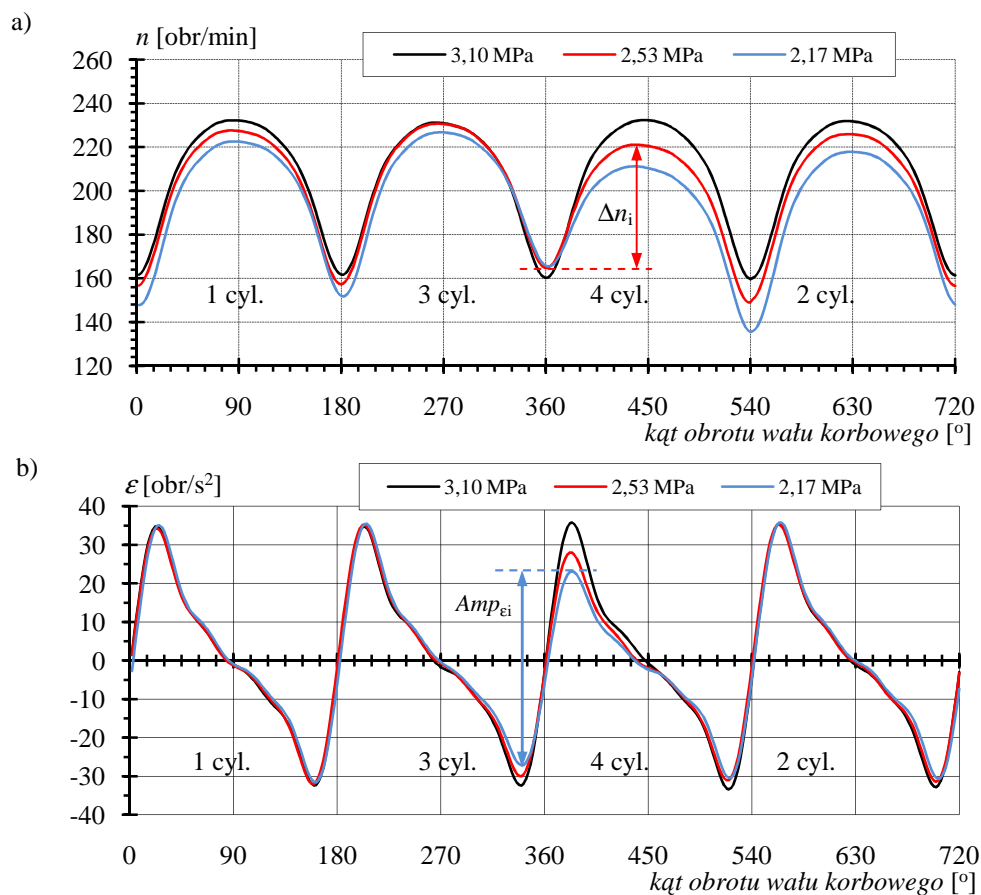 a)
n [obr/min]
3,10 MPa 2,53 MPa 2,17 MPa
260
240
220
200
180
160
140
120
Δnᵢ
1 cyl. 3 cyl. 4 cyl. 2 cyl.
0 90 180 270 360 450 540 630 720
kąt obrotu wału korbowego [º]
b)
ε [obr/s²]
3,10 MPa 2,53 MPa 2,17 MPa
40
30
20
10
0
-10
-20
-30
-40
Ampεi
1 cyl. 3 cyl. 4 cyl. 2 cyl.
0 90 180 270 360 450 540 630 720
kąt obrotu wału korbowego [º]